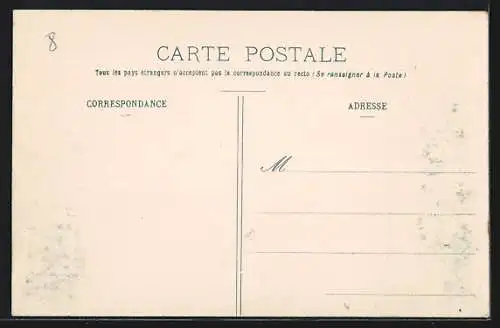 8
CARTE POSTALE
Tous les pays étrangers n'acceptent pas la correspondance au recto (Se renseigner à la Poste)
CORRESPONDANCE
ADRESSE
M